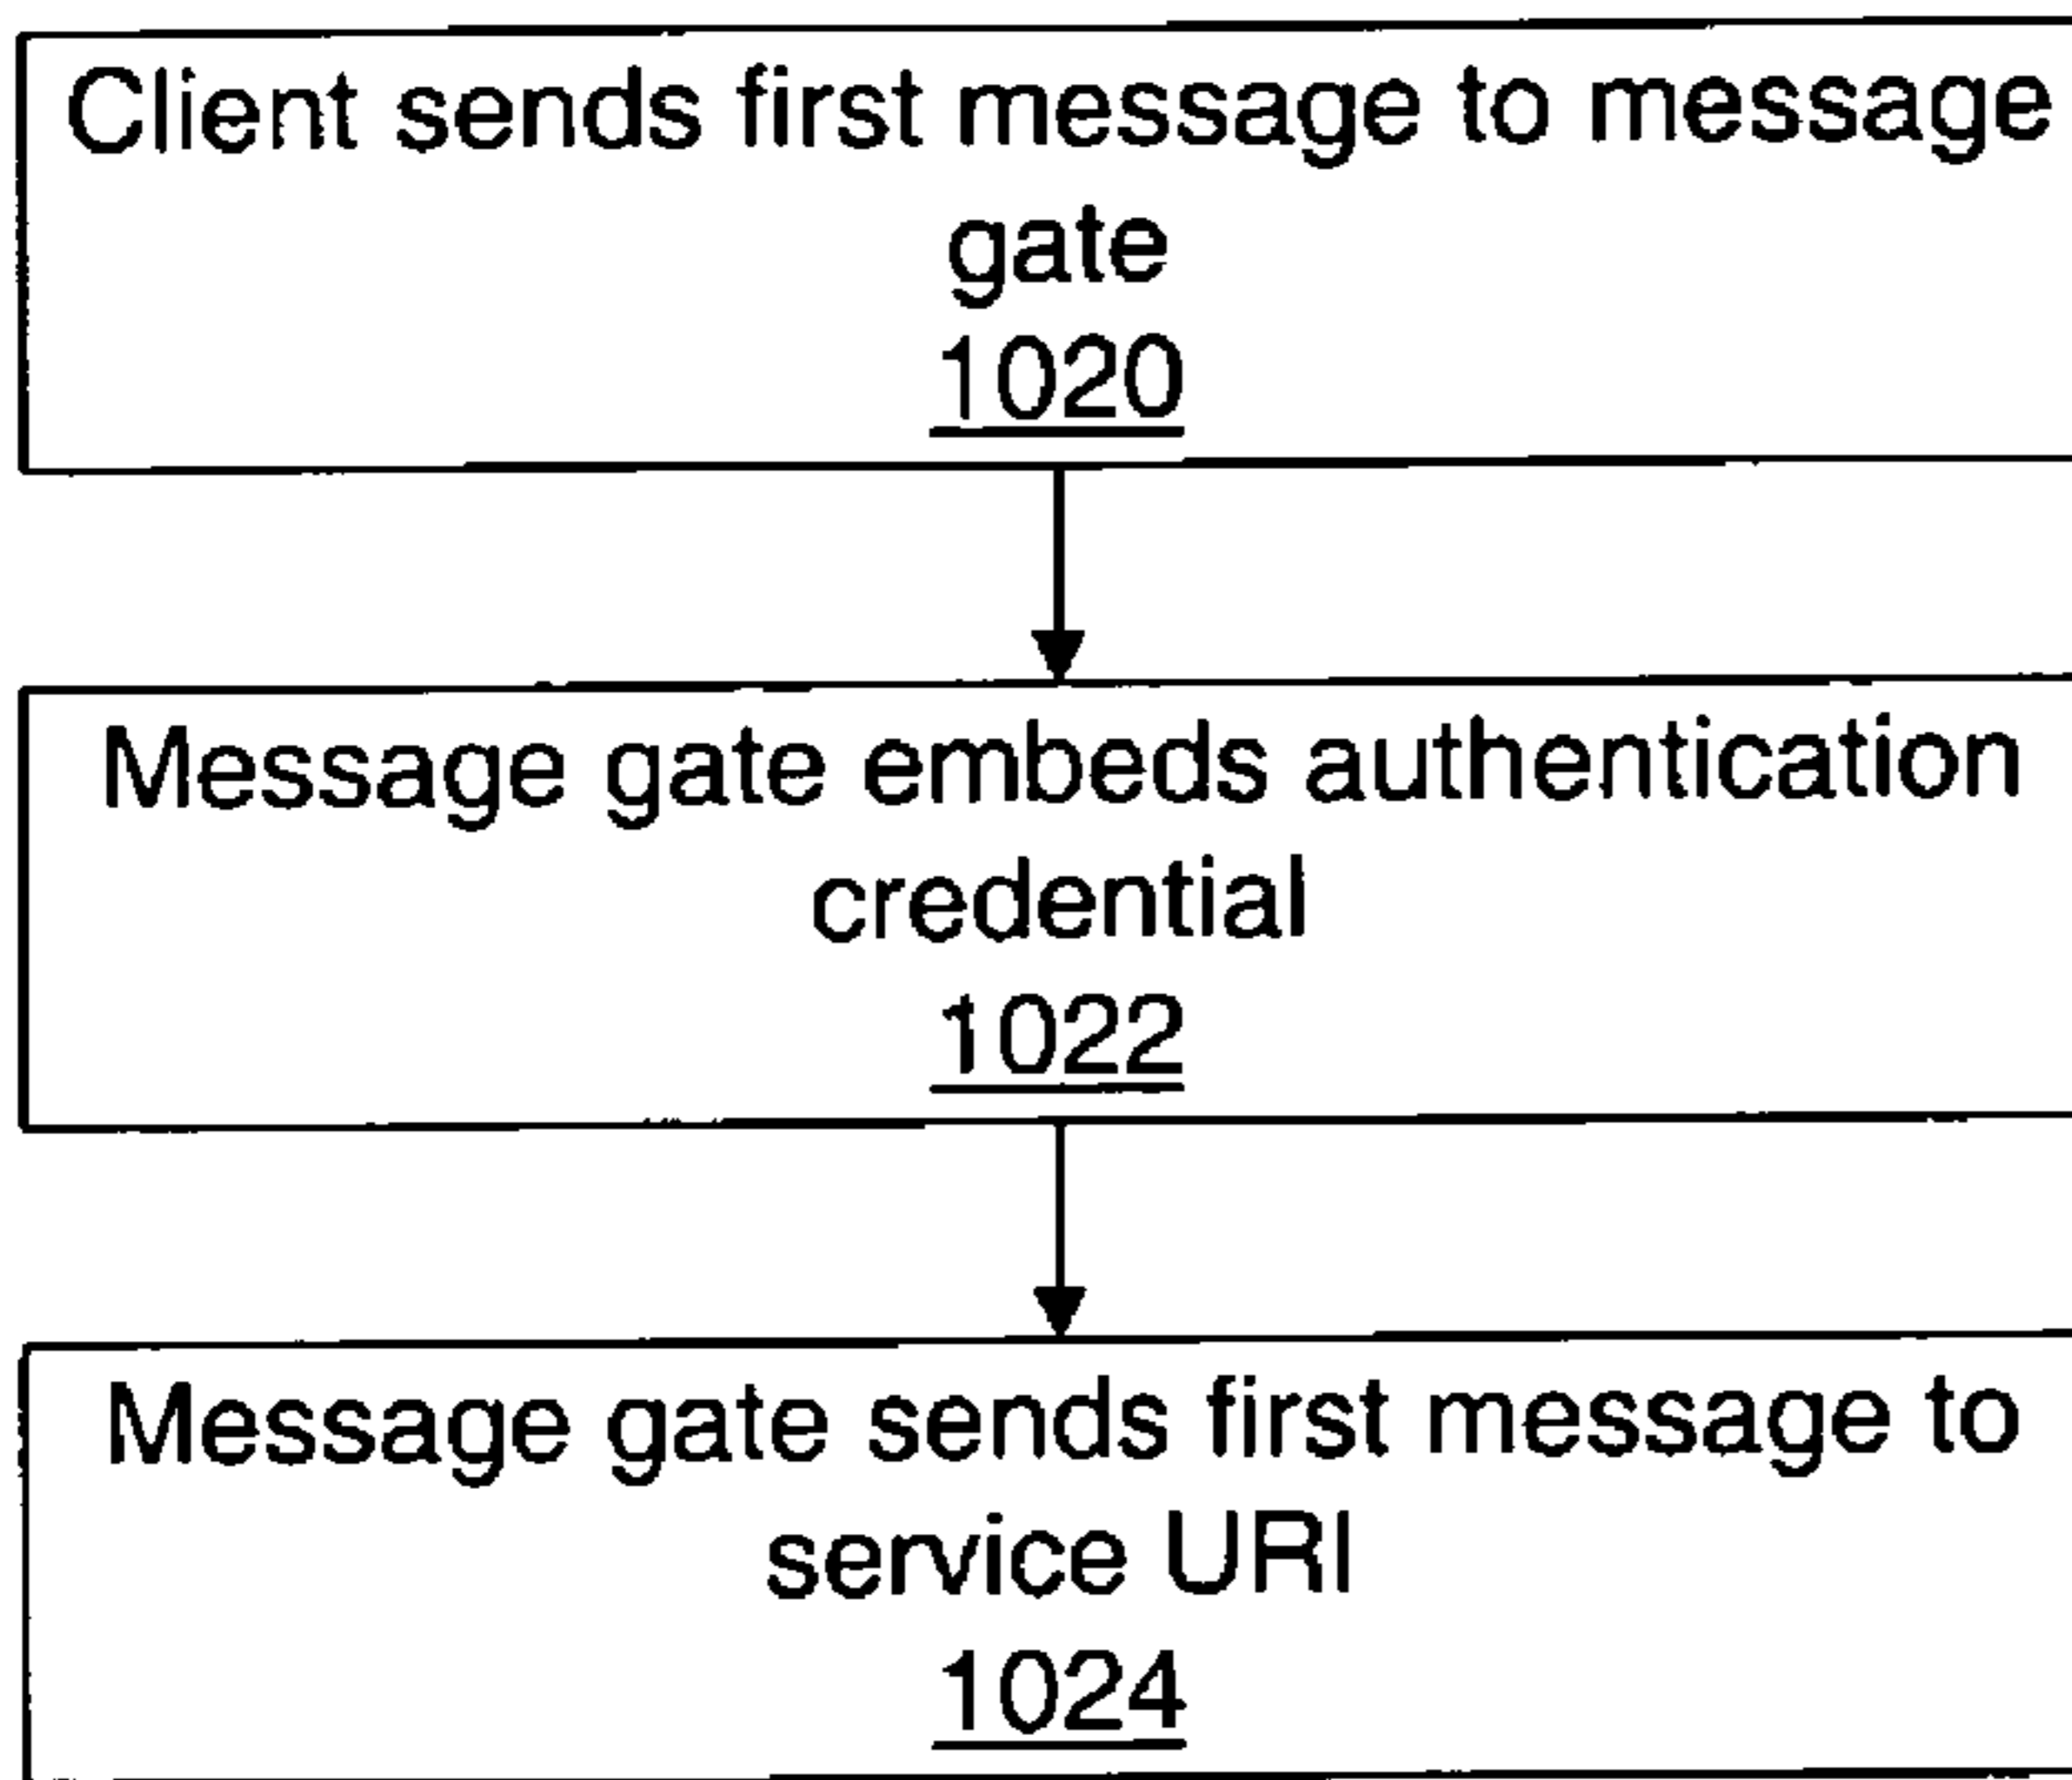 Client sends first message to message
gate
1020
Message gate embeds authentication
credential
1022
Message gate sends first message to
service URI
1024